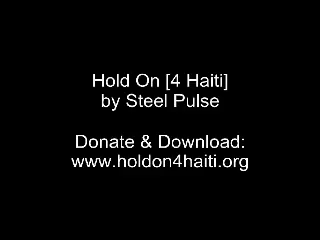 Hold On [4 Haiti]
by Steel Pulse
Donate & Download:
www.holdon4haiti.org